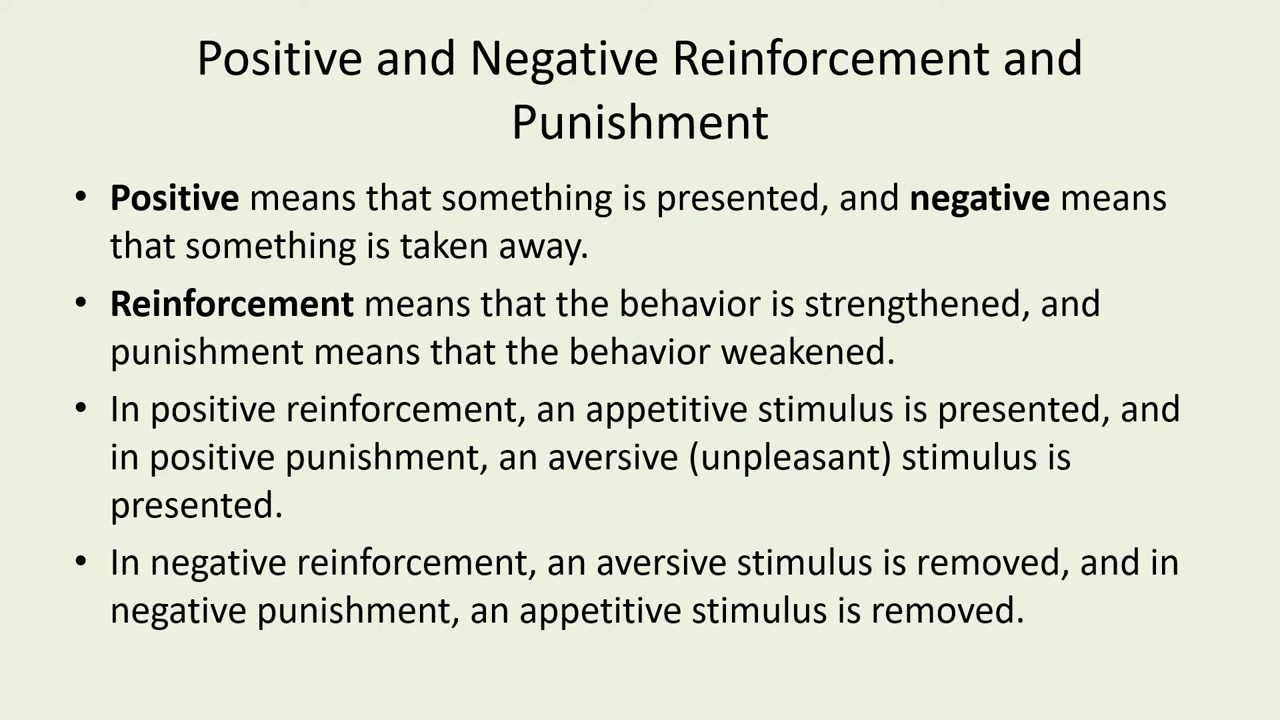 Positive and Negative Reinforcement and
Punishment
• Positive means that something is presented, and negative means
that something is taken away.
• Reinforcement means that the behavior is strengthened, and
punishment means that the behavior weakened.
• In positive reinforcement, an appetitive stimulus is presented, and
in positive punishment, an aversive (unpleasant) stimulus is
presented.
• In negative reinforcement, an aversive stimulus is removed, and in
negative punishment, an appetitive stimulus is removed.